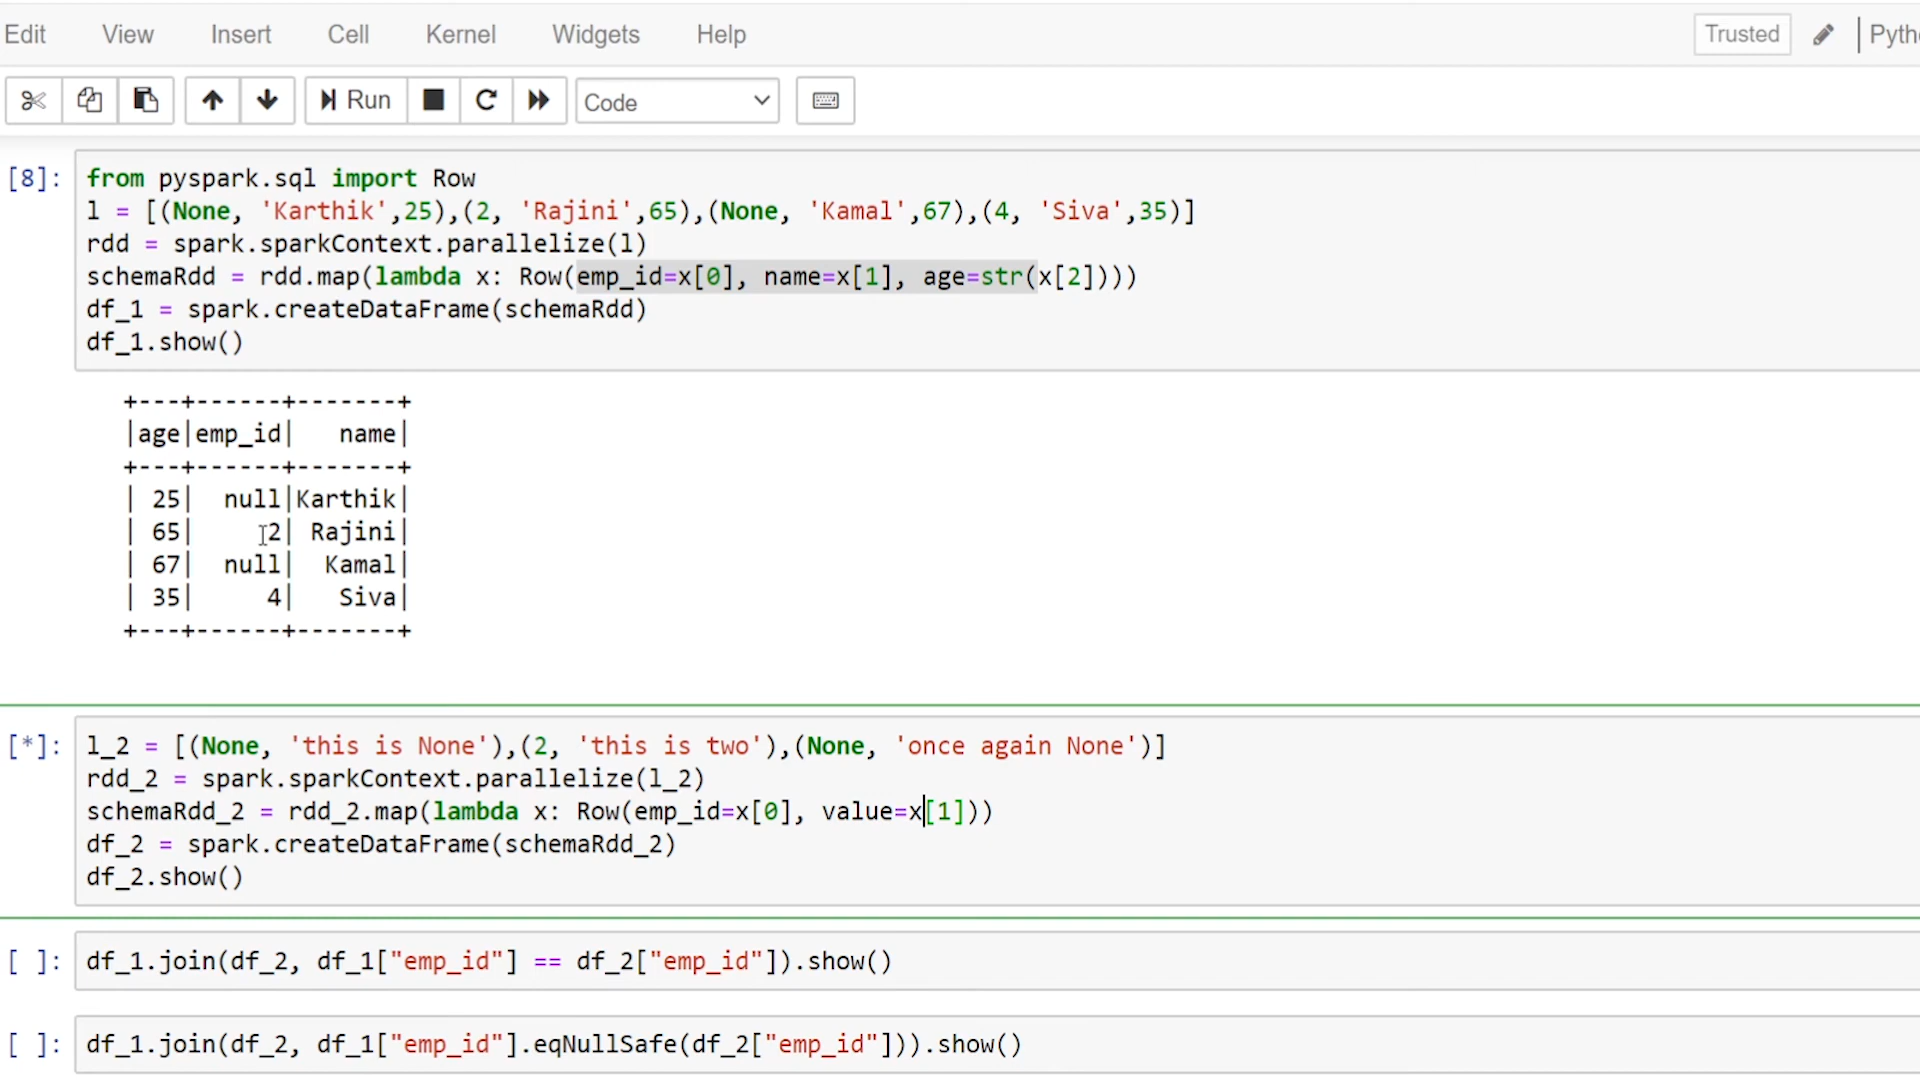 Edit View Insert Cell Kernel Widgets Help Trusted Pyth
Run Code
[8]: from pyspark.sql import Row
l = [(None, 'Karthik',25),(2, 'Rajini',65),(None, 'Kamal',67),(4, 'Siva',35)]
rdd = spark.sparkContext.parallelize(l)
schemaRdd = rdd.map(lambda x: Row(emp_id=x[0], name=x[1], age=str(x[2])))
df_1 = spark.createDataFrame(schemaRdd)
df_1.show()
+---+------+-------+
|age|emp_id|   name|
+---+------+-------+
| 25|  null|Karthik|
| 65|     2| Rajini|
| 67|  null|  Kamal|
| 35|     4|   Siva|
+---+------+-------+
[*]: l_2 = [(None, 'this is None'),(2, 'this is two'),(None, 'once again None')]
rdd_2 = spark.sparkContext.parallelize(l_2)
schemaRdd_2 = rdd_2.map(lambda x: Row(emp_id=x[0], value=x[1]))
df_2 = spark.createDataFrame(schemaRdd_2)
df_2.show()
[ ]: df_1.join(df_2, df_1["emp_id"] == df_2["emp_id"]).show()
[ ]: df_1.join(df_2, df_1["emp_id"].eqNullSafe(df_2["emp_id"])).show()